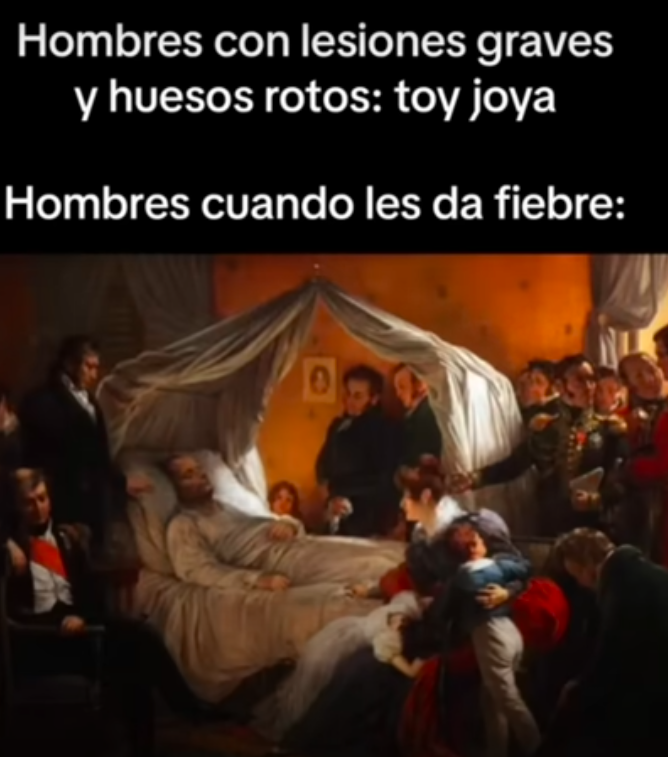 Hombres con lesiones graves
y huesos rotos: toy joya
Hombres cuando les da fiebre: